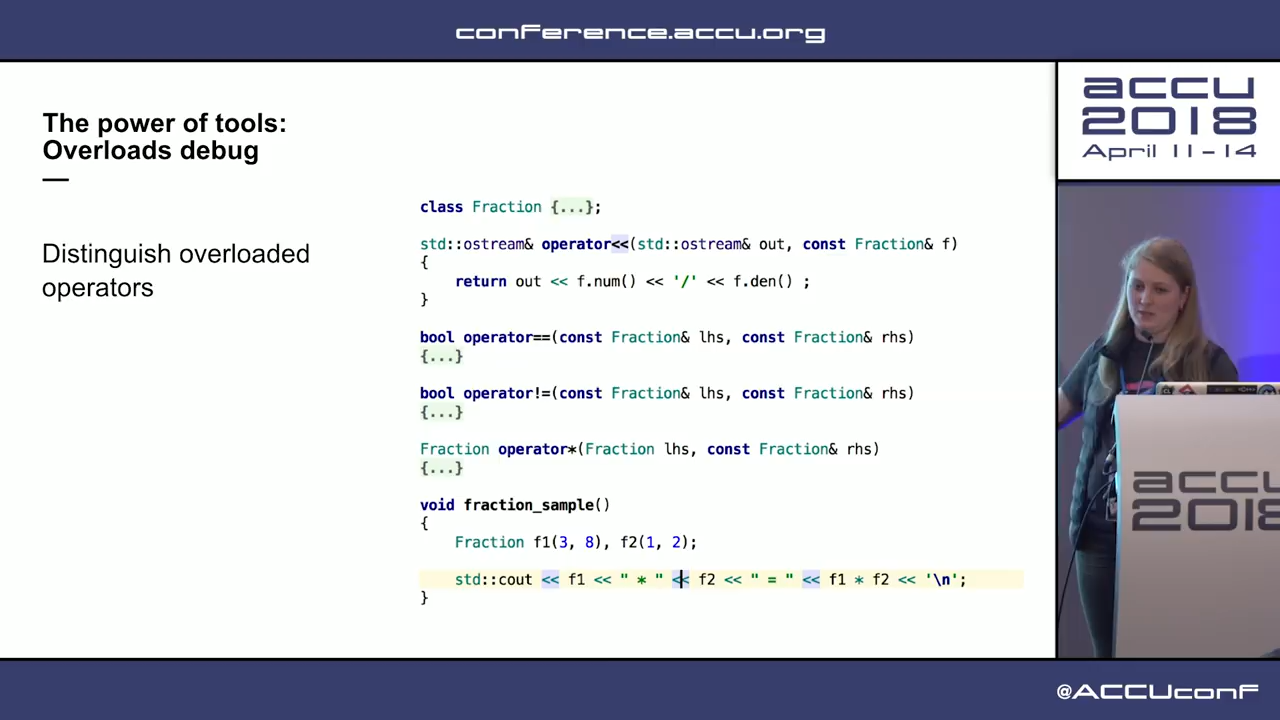 conference.accu.org
The power of tools:
Overloads debug
Distinguish overloaded
operators
class Fraction {...};
std::ostream& operator<<(std::ostream& out, const Fraction& f)
{
return out << f.num() << '/' << f.den() ;
}
bool operator==(const Fraction& lhs, const Fraction& rhs)
{...}
bool operator!=(const Fraction& lhs, const Fraction& rhs)
{...}
Fraction operator*(Fraction lhs, const Fraction& rhs)
{...}
void fraction_sample()
{
Fraction f1(3, 8), f2(1, 2);
std::cout << f1 << " * " << f2 << " = " << f1 * f2 << '\n';
}
accu
2018
April 11-14
accu
2018
@ACCUconf